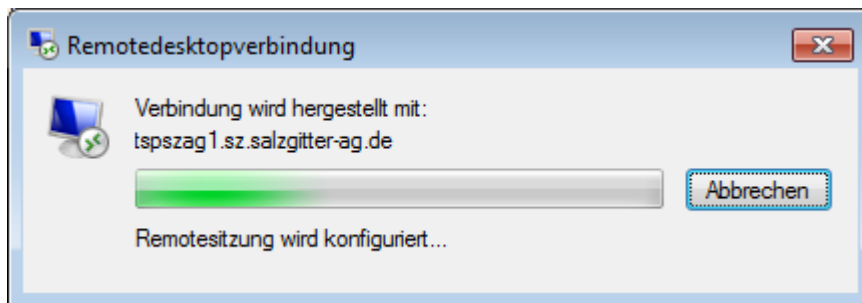 Remotedesktopverbindung
Verbindung wird hergestellt mit:
tspszag1.sz.salzgitter-ag.de
Abbrechen
Remotesitzung wird konfiguriert...